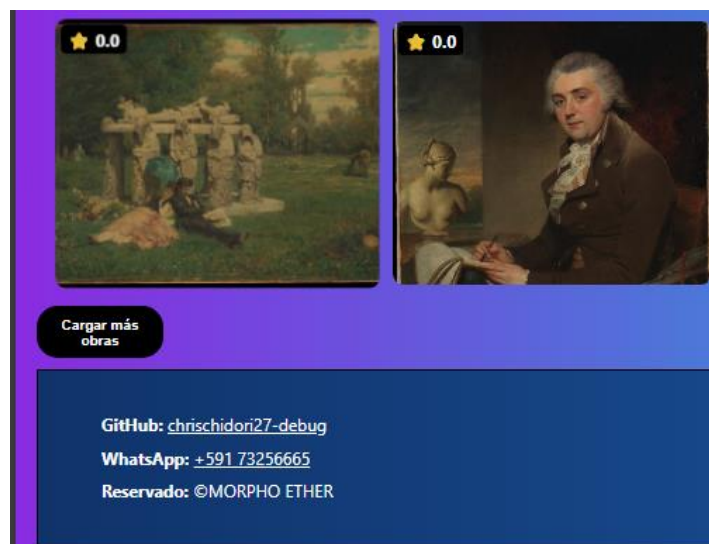 ⭐ 0.0
⭐ 0.0
Cargar más
obras
GitHub: chrischidori27-debug
WhatsApp: +591 73256665
Reservado: ©MORPHO ETHER